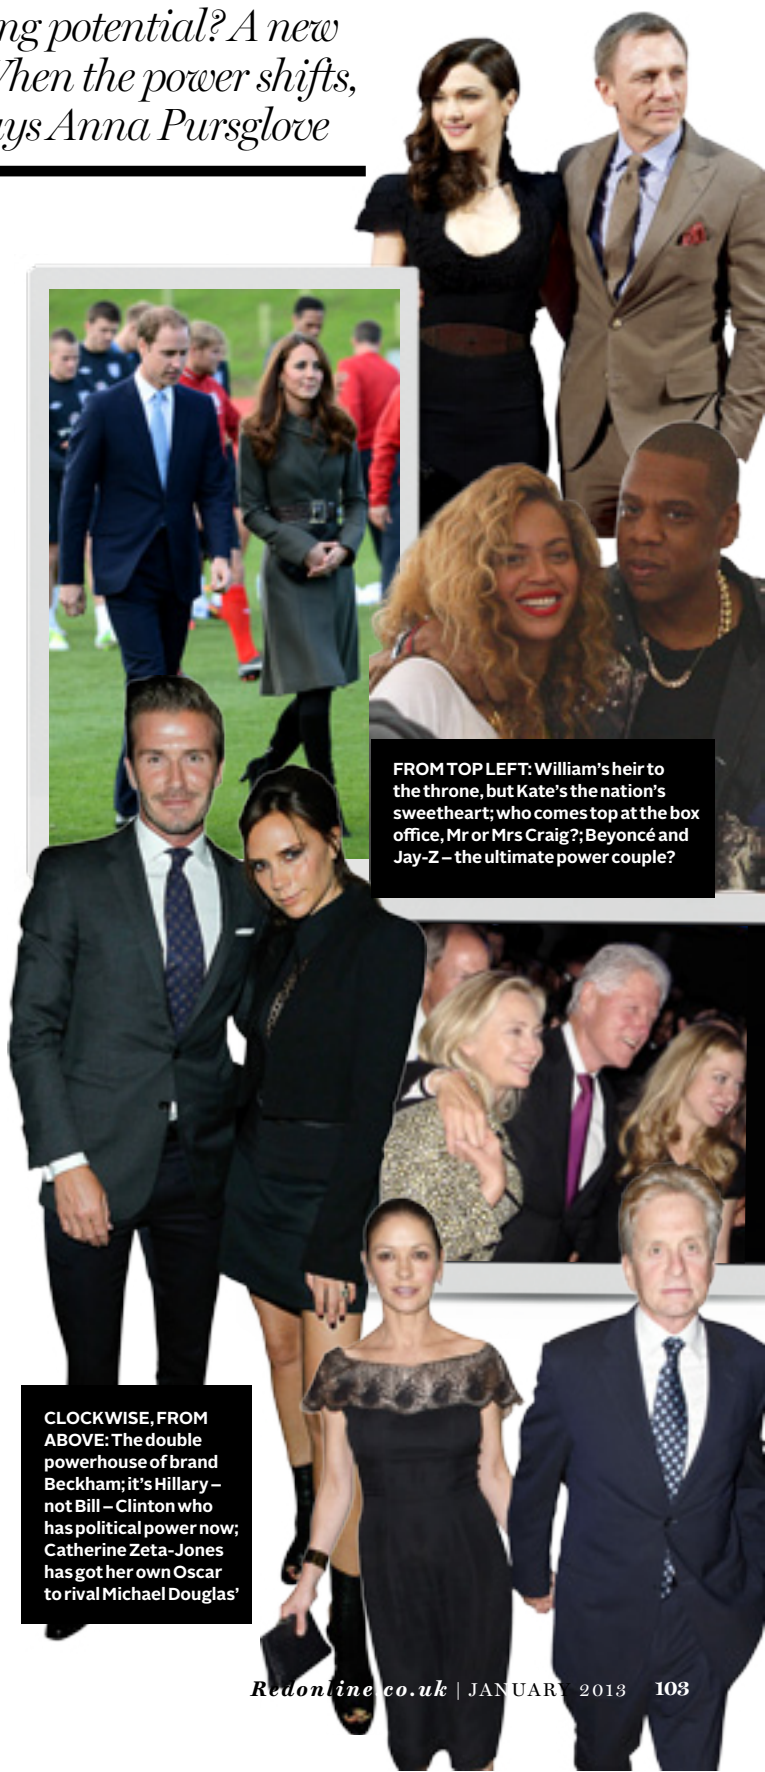 ng potential? A new
When the power shifts,
ays Anna Pursglove
FROM TOP LEFT: William's heir to
the throne, but Kate's the nation's
sweetheart; who comes top at the box
office, Mr or Mrs Craig?; Beyoncé and
Jay-Z – the ultimate power couple?
CLOCKWISE, FROM
ABOVE: The double
powerhouse of brand
Beckham; it's Hillary –
not Bill – Clinton who
has political power now;
Catherine Zeta-Jones
has got her own Oscar
to rival Michael Douglas'
Redonline.co.uk | JANUARY 2013 103